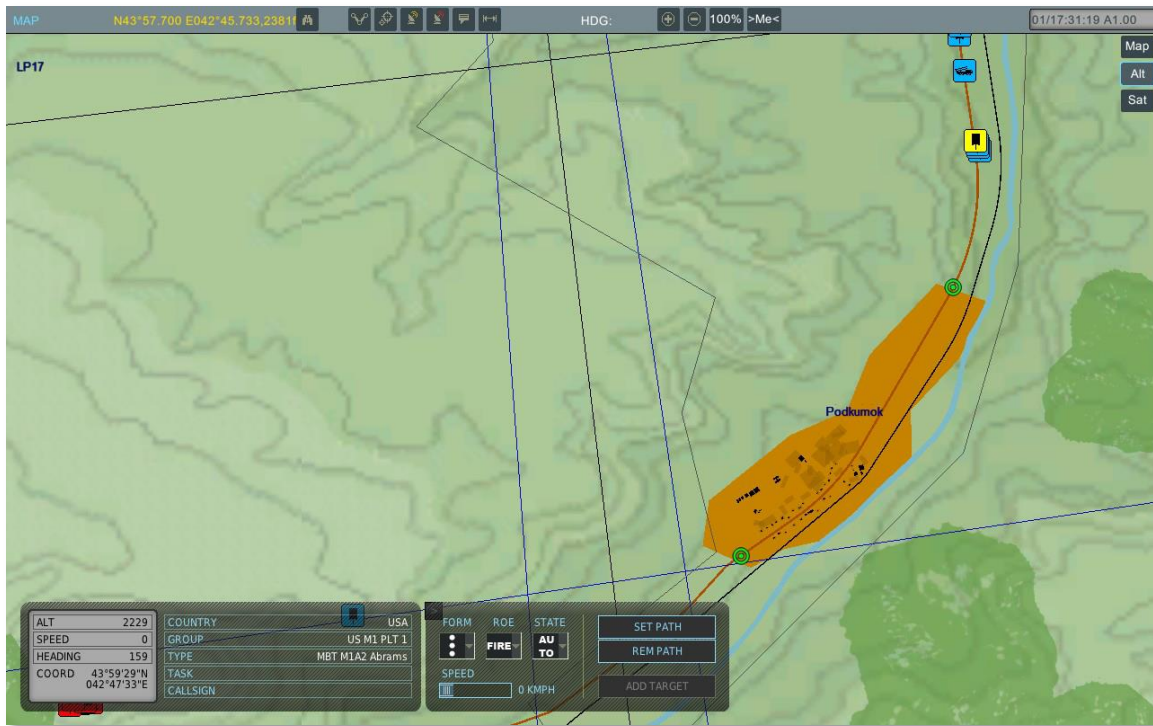 MAP N43°57.700 E042°45.733,2381f HDG: 100% >Me< 01/17:31:19 A1.00
Map
LP17
Alt
Sat
Podkumok
>
ALT 2229
SPEED 0
HEADING 159
COORD 43°59'29"N
042°47'33"E
COUNTRY USA
GROUP US M1 PLT 1
TYPE MBT M1A2 Abrams
TASK
CALLSIGN
FORM ROE STATE
FIRE AU
TO
SPEED
0 KMPH
SET PATH
REM PATH
ADD TARGET